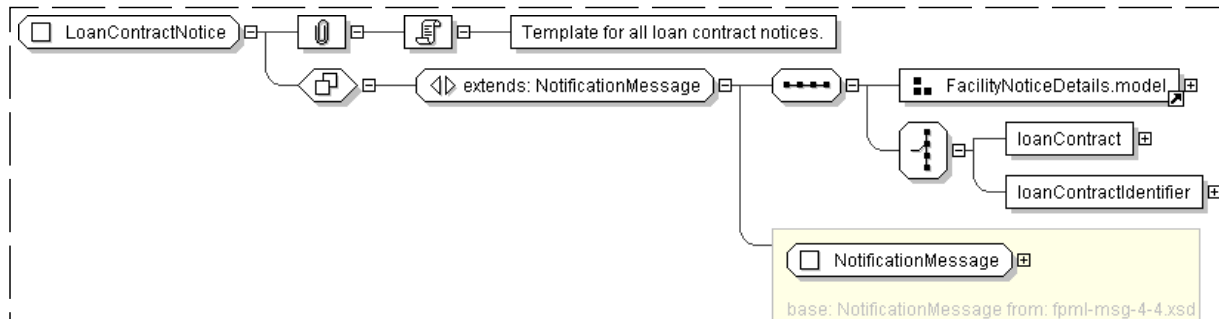 LoanContractNotice
Template for all loan contract notices.
extends: NotificationMessage
FacilityNoticeDetails.model
loanContract
loanContractIdentifier
NotificationMessage
base: NotificationMessage from: fpml-msg-4-4.xsd